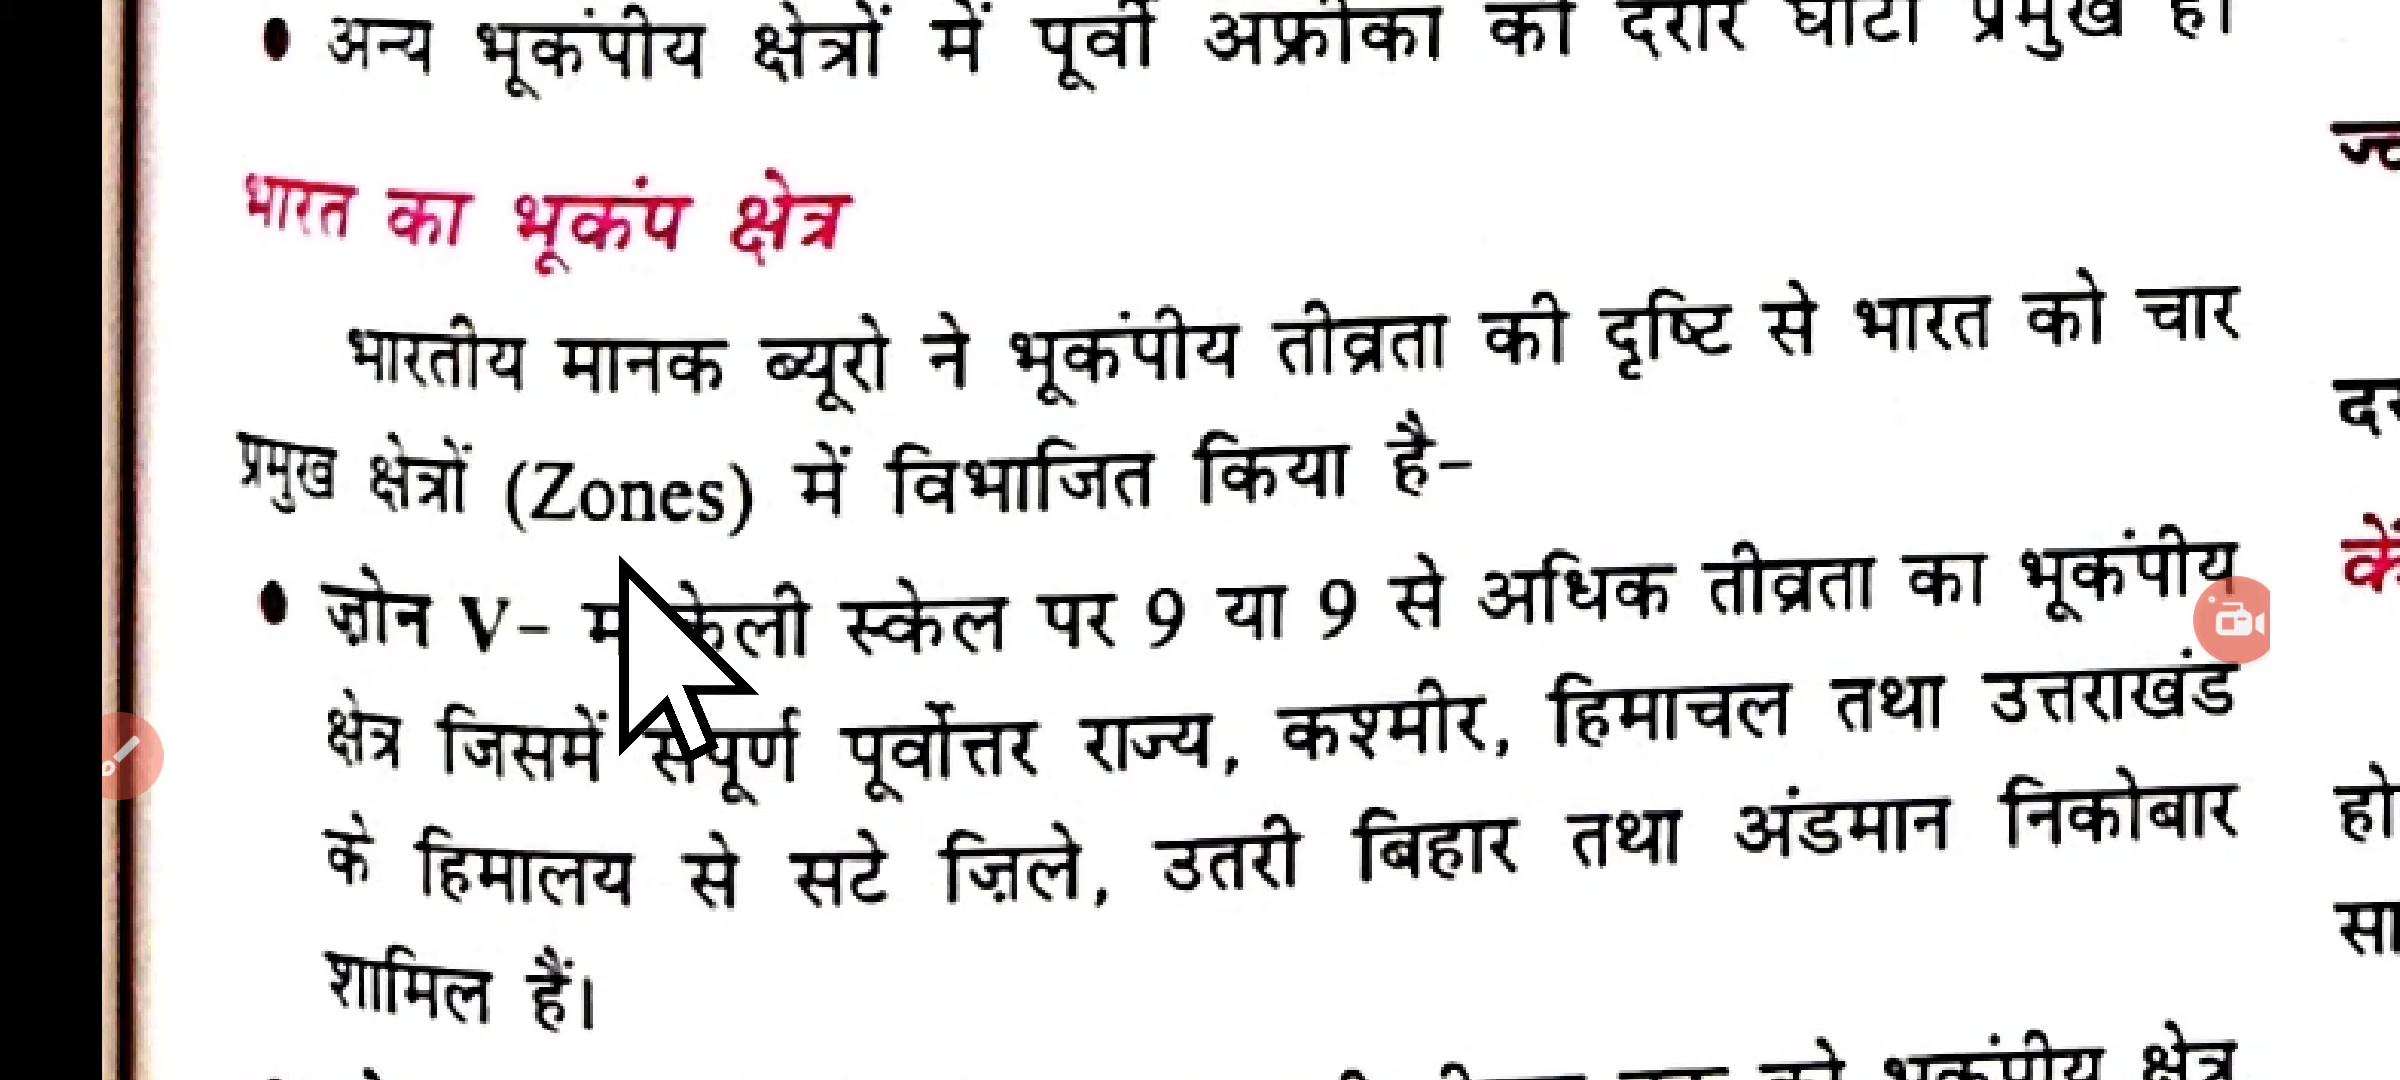 • अन्य भूकंपीय क्षेत्रों में पूर्वी अफ्रीका की दरार घाटी प्रमुख है।
भारत का भूकंप क्षेत्र
भारतीय मानक ब्यूरो ने भूकंपीय तीव्रता की दृष्टि से भारत को चार
प्रमुख क्षेत्रों (Zones) में विभाजित किया है-
• ज़ोन V- स्केल पर 9 या 9 से अधिक तीव्रता का भूकंपीय
क्षेत्र जिसमें संपूर्ण पूर्वोत्तर राज्य, कश्मीर, हिमाचल तथा उत्तराखंड
के हिमालय से सटे ज़िले, उतरी बिहार तथा अंडमान निकोबार
शामिल हैं।
भूकंपीय क्षेत्र